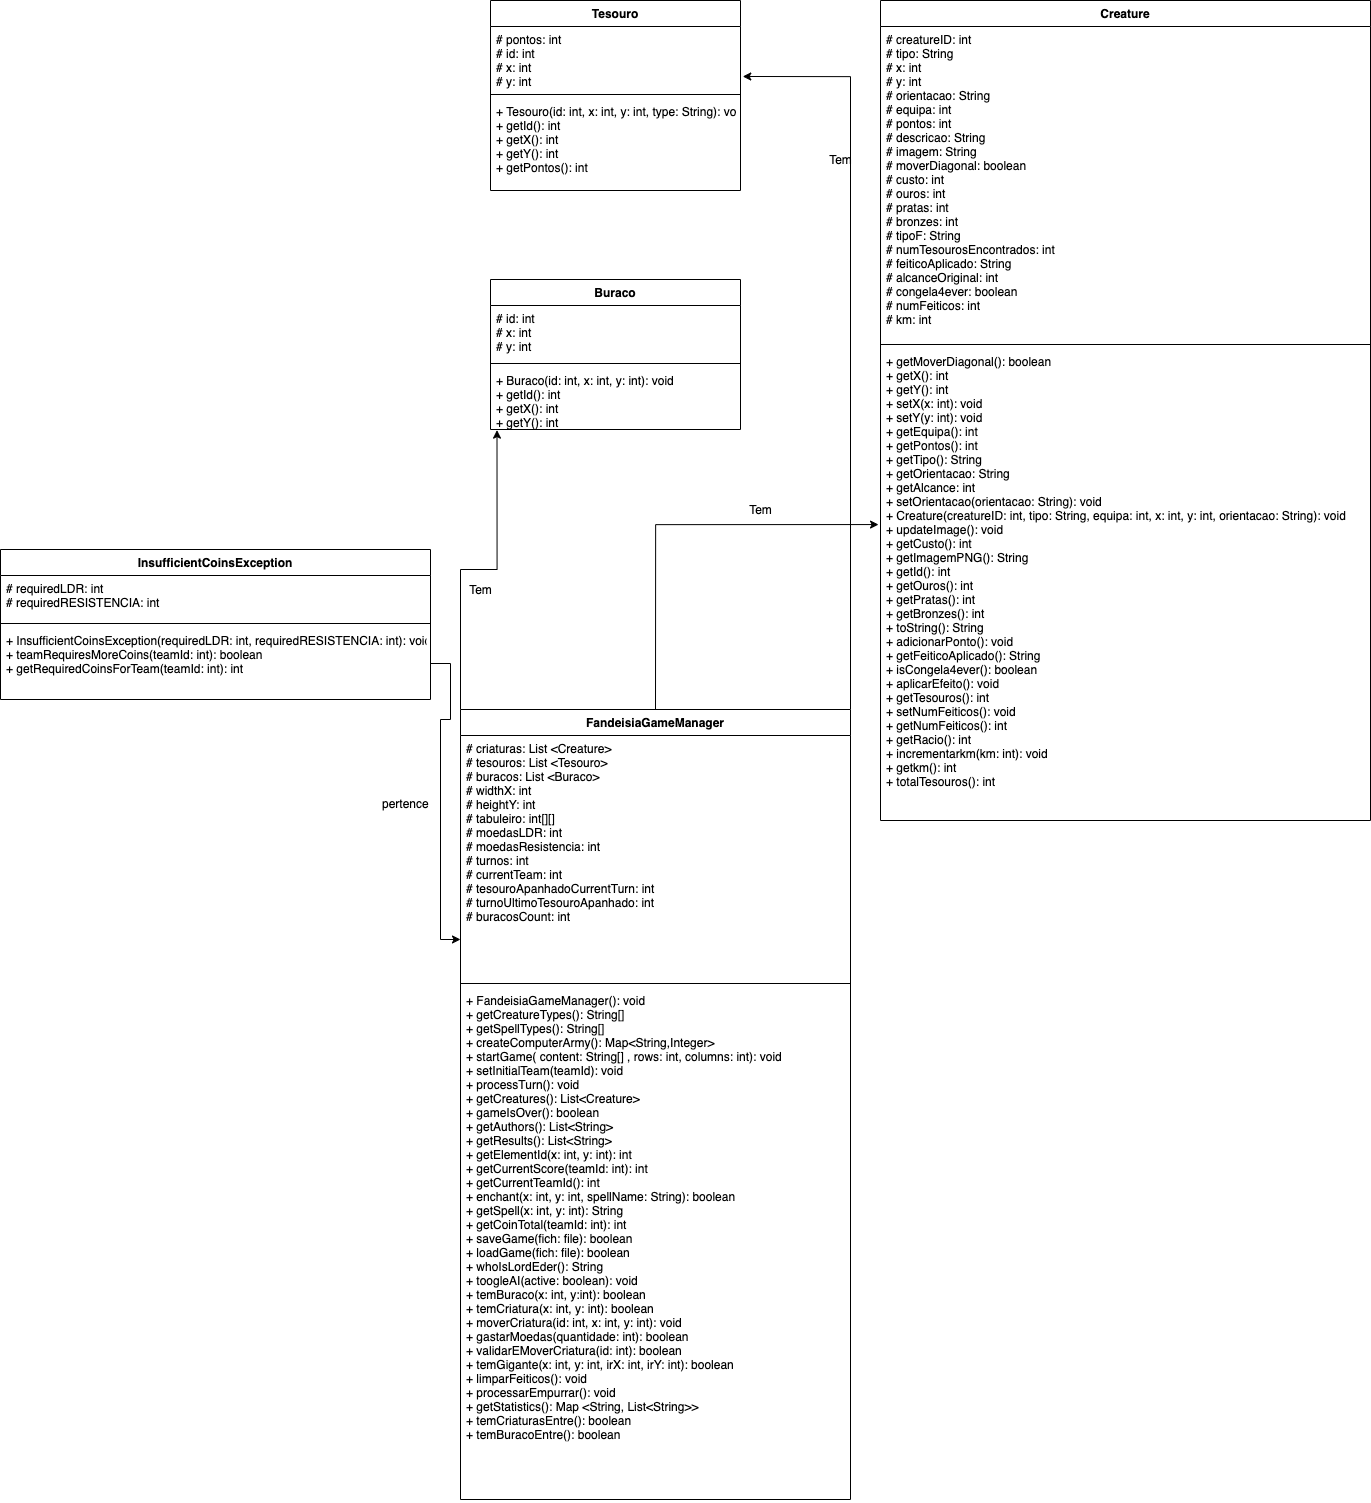 Tesouro
# pontos: int
# id: int
# x: int
# y: int
+ Tesouro(id: int, x: int, y: int, type: String): vo
+ getId(): int
+ getX(): int
+ getY(): int
+ getPontos(): int
Creature
# creatureID: int
# tipo: String
# x: int
# y: int
# orientacao: String
# equipa: int
# pontos: int
# descricao: String
# imagem: String
# moverDiagonal: boolean
# custo: int
# ouros: int
# pratas: int
# bronzes: int
# tipoF: String
# numTesourosEncontrados: int
# feiticoAplicado: String
# alcanceOriginal: int
# congela4ever: boolean
# numFeiticos: int
# km: int
+ getMoverDiagonal(): boolean
+ getX(): int
+ getY(): int
+ setX(x: int): void
+ setY(y: int): void
+ getEquipa(): int
+ getPontos(): int
+ getTipo(): String
+ getOrientacao: String
+ getAlcance: int
+ setOrientacao(orientacao: String): void
+ Creature(creatureID: int, tipo: String, equipa: int, x: int, y: int, orientacao: String): void
+ updateImage(): void
+ getCusto(): int
+ getImagemPNG(): String
+ getId(): int
+ getOuros(): int
+ getPratas(): int
+ getBronzes(): int
+ toString(): String
+ adicionarPonto(): void
+ getFeiticoAplicado(): String
+ isCongela4ever(): boolean
+ aplicarEfeito(): void
+ getTesouros(): int
+ setNumFeiticos(): void
+ getNumFeiticos(): int
+ getRacio(): int
+ incrementarkm(km: int): void
+ getkm(): int
+ totalTesouros(): int
Tem
Buraco
# id: int
# x: int
# y: int
+ Buraco(id: int, x: int, y: int): void
+ getId(): int
+ getX(): int
+ getY(): int
Tem
Tem
InsufficientCoinsException
# requiredLDR: int
# requiredRESISTENCIA: int
+ InsufficientCoinsException(requiredLDR: int, requiredRESISTENCIA: int): voi
+ teamRequiresMoreCoins(teamId: int): boolean
+ getRequiredCoinsForTeam(teamId: int): int
pertence
FandeisiaGameManager
# criaturas: List <Creature>
# tesouros: List <Tesouro>
# buracos: List <Buraco>
# widthX: int
# heightY: int
# tabuleiro: int[][]
# moedasLDR: int
# moedasResistencia: int
# turnos: int
# currentTeam: int
# tesouroApanhadoCurrentTurn: int
# turnoUltimoTesouroApanhado: int
# buracosCount: int
+ FandeisiaGameManager(): void
+ getCreatureTypes(): String[]
+ getSpellTypes(): String[]
+ createComputerArmy(): Map<String,Integer>
+ startGame( content: String[] , rows: int, columns: int): void
+ setInitialTeam(teamId): void
+ processTurn(): void
+ getCreatures(): List<Creature>
+ gameIsOver(): boolean
+ getAuthors(): List<String>
+ getResults(): List<String>
+ getElementId(x: int, y: int): int
+ getCurrentScore(teamId: int): int
+ getCurrentTeamId(): int
+ enchant(x: int, y: int, spellName: String): boolean
+ getSpell(x: int, y: int): String
+ getCoinTotal(teamId: int): int
+ saveGame(fich: file): boolean
+ loadGame(fich: file): boolean
+ whoIsLordEder(): String
+ toogleAI(active: boolean): void
+ temBuraco(x: int, y:int): boolean
+ temCriatura(x: int, y: int): boolean
+ moverCriatura(id: int, x: int, y: int): void
+ gastarMoedas(quantidade: int): boolean
+ validarEMoverCriatura(id: int): boolean
+ temGigante(x: int, y: int, irX: int, irY: int): boolean
+ limparFeiticos(): void
+ processarEmpurrar(): void
+ getStatistics(): Map <String, List<String>>
+ temCriaturasEntre(): boolean
+ temBuracoEntre(): boolean